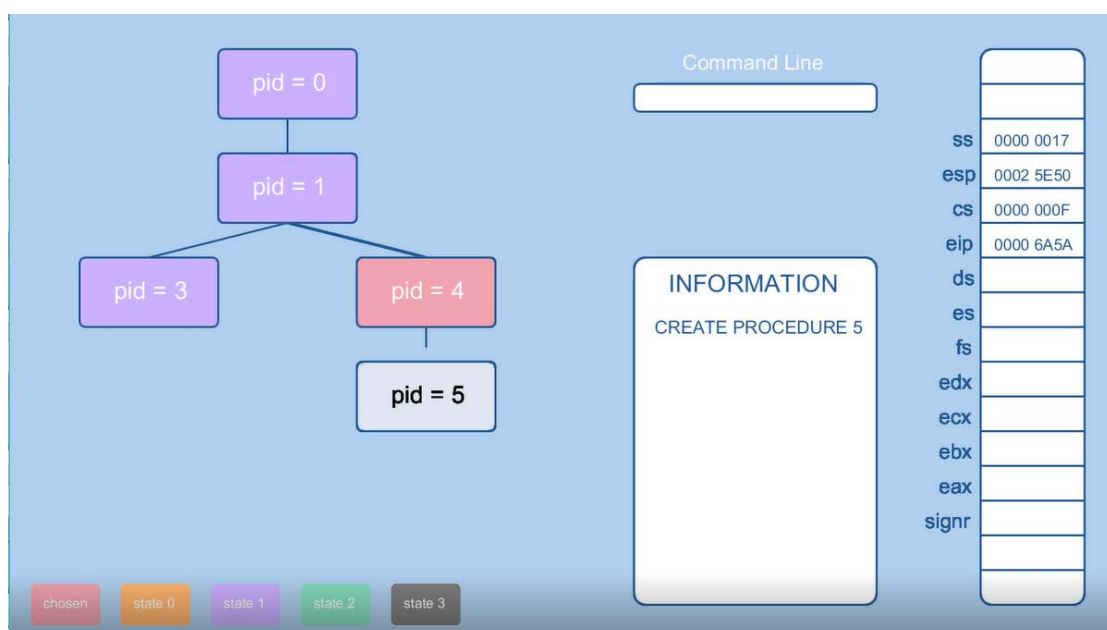 pid = 0
pid = 1
pid = 3
pid = 4
pid = 5
chosen
state 0
state 1
state 2
state 3
Command Line
INFORMATION
CREATE PROCEDURE 5
ss 0000 0017
esp 0002 5E50
cs 0000 000F
eip 0000 6A5A
ds
es
fs
edx
ecx
ebx
eax
signr